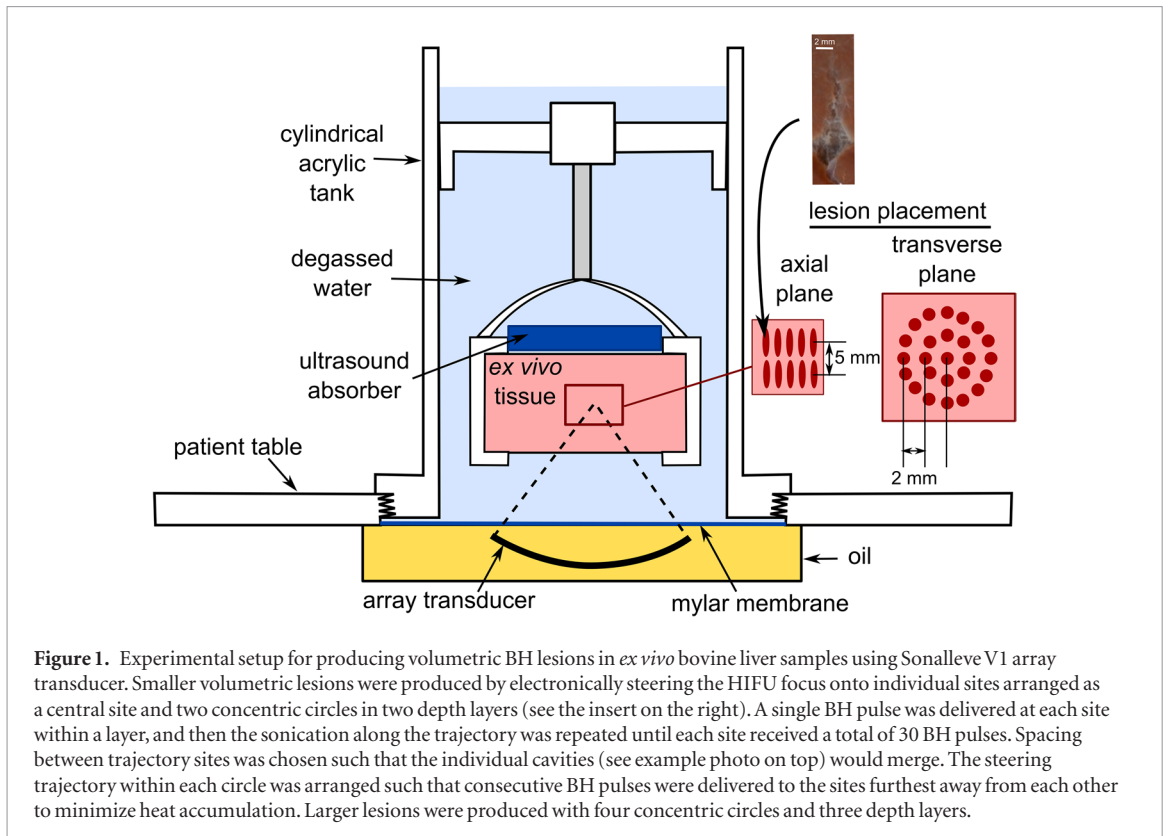 2 mm
cylindrical
acrylic
tank
lesion placement
transverse
plane
axial
plane
degassed
water
5 mm
ultrasound
absorber
ex vivo
tissue
patient table
2 mm
oil
array transducer
mylar membrane
Figure 1. Experimental setup for producing volumetric BH lesions in ex vivo bovine liver samples using Sonalleve V1 array
transducer. Smaller volumetric lesions were produced by electronically steering the HIFU focus onto individual sites arranged as
a central site and two concentric circles in two depth layers (see the insert on the right). A single BH pulse was delivered at each site
within a layer, and then the sonication along the trajectory was repeated until each site received a total of 30 BH pulses. Spacing
between trajectory sites was chosen such that the individual cavities (see example photo on top) would merge. The steering
trajectory within each circle was arranged such that consecutive BH pulses were delivered to the sites furthest away from each other
to minimize heat accumulation. Larger lesions were produced with four concentric circles and three depth layers.